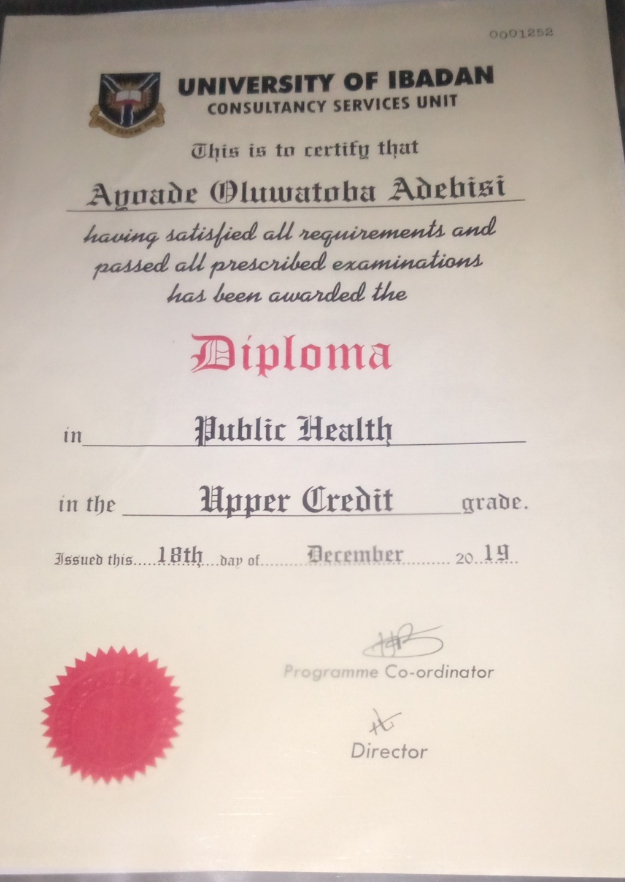 0001252
UNIVERSITY OF IBADAN
CONSULTANCY SERVICES UNIT
This is to certify that
Ayoade Oluwatoba Adebisi
having satisfied all requirements and
passed all prescribed examinations
has been awarded the
Diploma
in Public Health
in the Upper Credit grade.
Issued this.....18th...day of.......December........20..19..
Programme Co-ordinator
Director